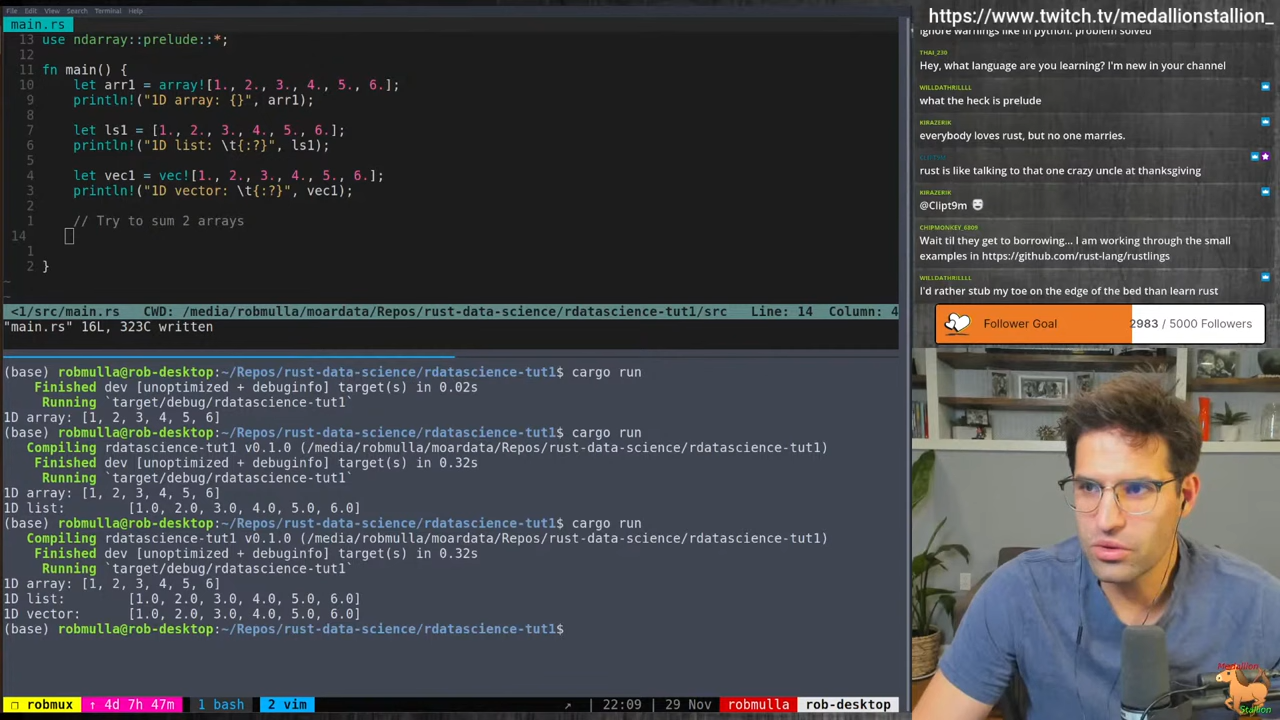 File Edit View Search Terminal Help
main.rs
13 use ndarray::prelude::*;
12
11 fn main() {
10 let arr1 = array![1., 2., 3., 4., 5., 6.];
9 println!("1D array: {}", arr1);
8
7 let ls1 = [1., 2., 3., 4., 5., 6.];
6 println!("1D list: \t{:?}", ls1);
5
4 let vec1 = vec![1., 2., 3., 4., 5., 6.];
3 println!("1D vector: \t{:?}", vec1);
2
1 // Try to sum 2 arrays
14
1
2 }
~
~
<1/src/main.rs CWD: /media/robmulla/moardata/Repos/rust-data-science/rdatascience-tut1/src Line: 14 Column: 4
"main.rs" 16L, 323C written
(base) robmulla@rob-desktop:~/Repos/rust-data-science/rdatascience-tut1$ cargo run
Finished dev [unoptimized + debuginfo] target(s) in 0.02s
Running `target/debug/rdatascience-tut1`
1D array: [1, 2, 3, 4, 5, 6]
(base) robmulla@rob-desktop:~/Repos/rust-data-science/rdatascience-tut1$ cargo run
Compiling rdatascience-tut1 v0.1.0 (/media/robmulla/moardata/Repos/rust-data-science/rdatascience-tut1)
Finished dev [unoptimized + debuginfo] target(s) in 0.32s
Running `target/debug/rdatascience-tut1`
1D array: [1, 2, 3, 4, 5, 6]
1D list: [1.0, 2.0, 3.0, 4.0, 5.0, 6.0]
(base) robmulla@rob-desktop:~/Repos/rust-data-science/rdatascience-tut1$ cargo run
Compiling rdatascience-tut1 v0.1.0 (/media/robmulla/moardata/Repos/rust-data-science/rdatascience-tut1)
Finished dev [unoptimized + debuginfo] target(s) in 0.32s
Running `target/debug/rdatascience-tut1`
1D array: [1, 2, 3, 4, 5, 6]
1D list: [1.0, 2.0, 3.0, 4.0, 5.0, 6.0]
1D vector: [1.0, 2.0, 3.0, 4.0, 5.0, 6.0]
(base) robmulla@rob-desktop:~/Repos/rust-data-science/rdatascience-tut1$
robmux ↑ 4d 7h 47m 1 bash 2 vim ↗ | 22:09 | 29 Nov robmulla rob-desktop
https://www.twitch.tv/medallionstallion_
ignore warnings like in python. problem solved
THAI_230
Hey, what language are you learning? I'm new in your channel
WILLDATHRILLLL
what the heck is prelude
KIRAZERIK
everybody loves rust, but no one marries.
rust is like talking to that one crazy uncle at thanksgiving
KIRAZERIK
@Clipt9m
CHIPMONKEY_6809
Wait til they get to borrowing... I am working through the small
examples in https://github.com/rust-lang/rustlings
WILLDATHRILLLL
I'd rather stub my toe on the edge of the bed than learn rust
Follower Goal 2983 / 5000 Followers
Medallion
Stallion